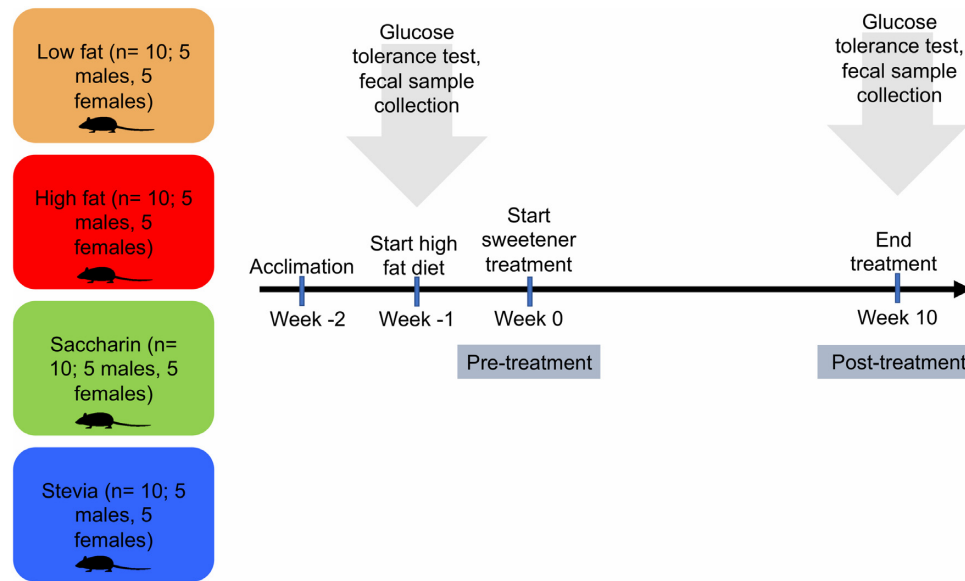 Low fat (n= 10; 5
males, 5
females)
High fat (n= 10; 5
males, 5
females)
Saccharin (n=
10; 5 males, 5
females)
Stevia (n= 10; 5
males, 5
females)
Glucose
tolerance test,
fecal sample
collection
Glucose
tolerance test,
fecal sample
collection
Acclimation
Start high
fat diet
Start
sweetener
treatment
End
treatment
Week -2
Week -1
Week 0
Week 10
Pre-treatment
Post-treatment